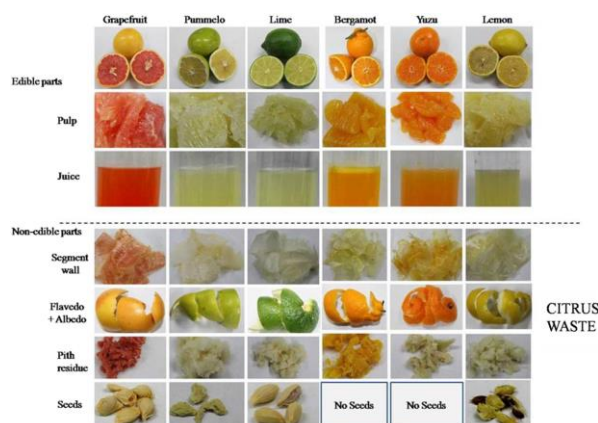 Grapefruit Pummelo Lime Bergamot Yuzu Lemon
Edible parts
Pulp
Juice
Non-edible parts
Segment wall
Flavedo + Albedo
CITRUS WASTE
Pith residue
Seeds
No Seeds No Seeds